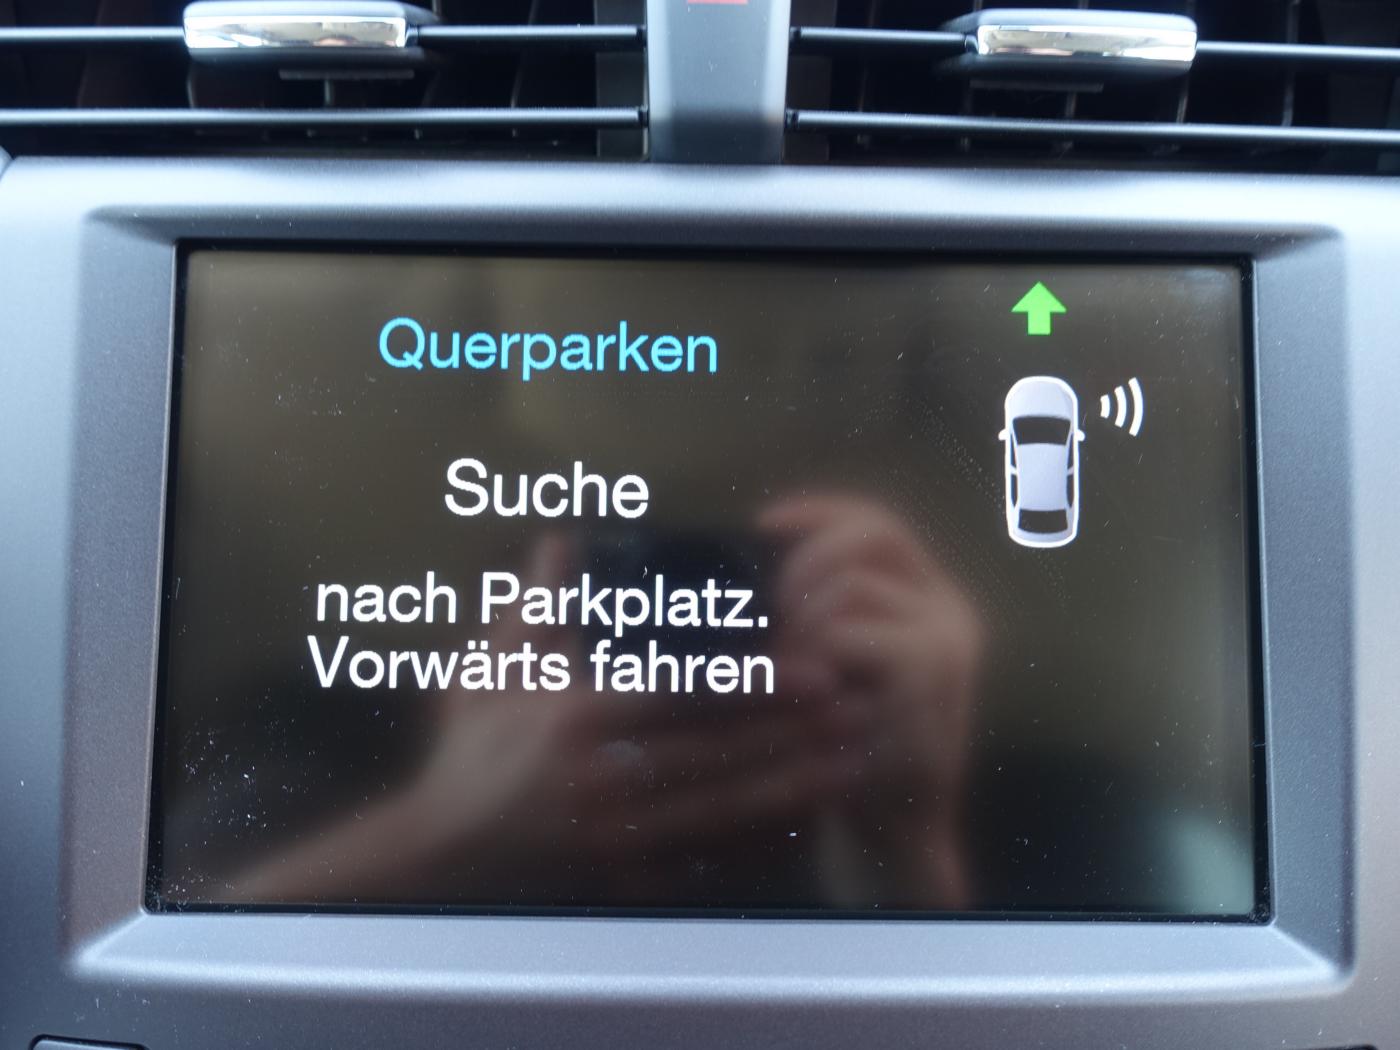 Querparken
Suche
nach Parkplatz.
Vorwärts fahren